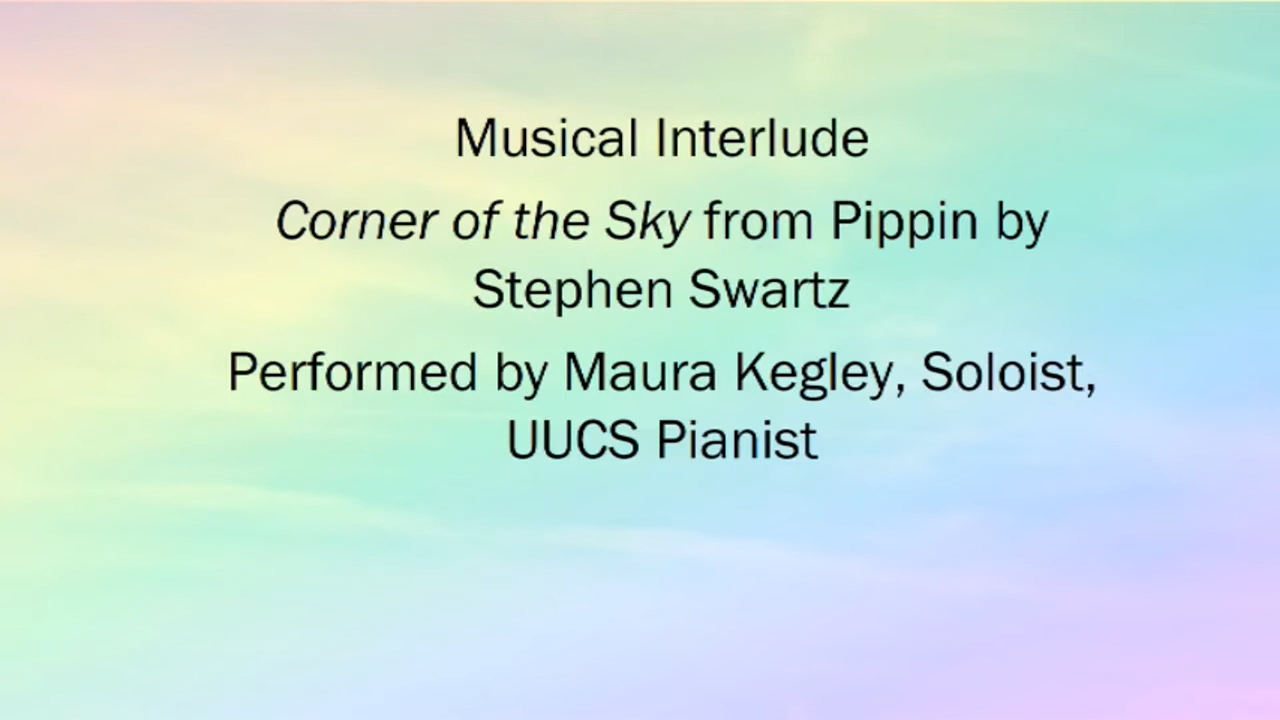 Musical Interlude
Corner of the Sky from Pippin by
Stephen Swartz
Performed by Maura Kegley, Soloist,
UUCS Pianist